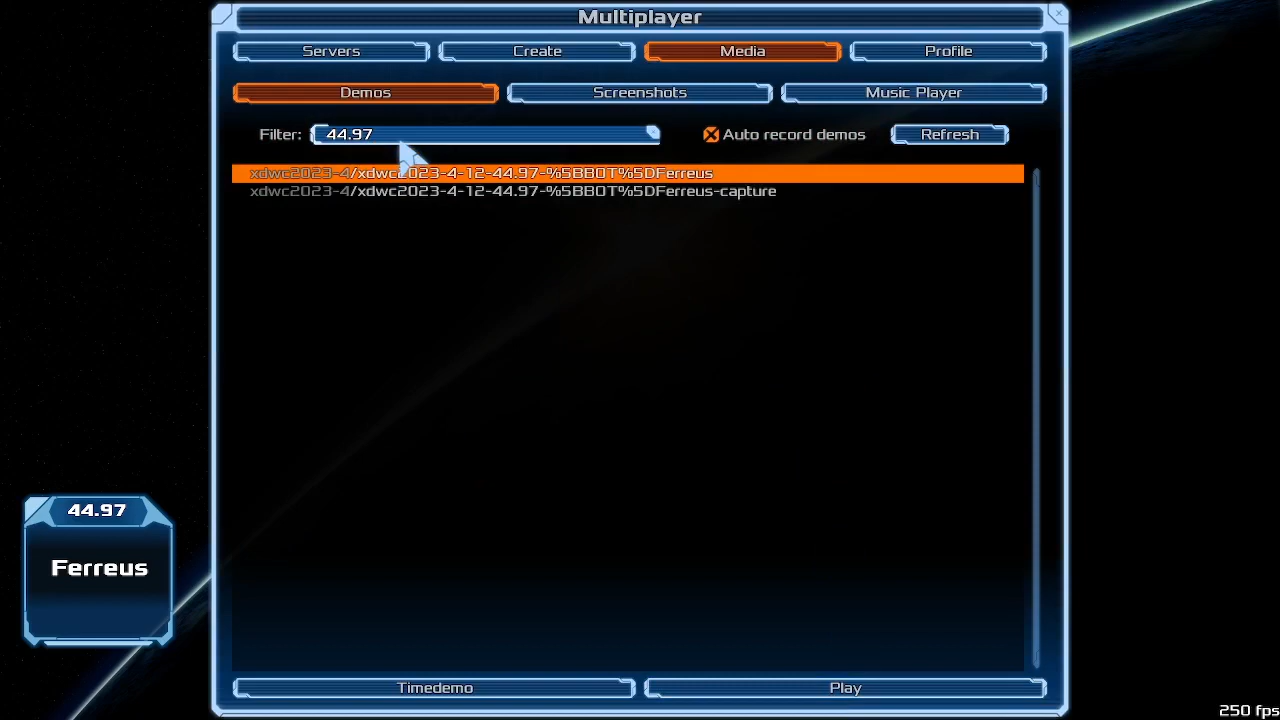 Multiplayer
Servers Create Media Profile
Demos Screenshots Music Player
Filter: 44.97 Auto record demos Refresh
xdwc2023-4/xdwc2023-4-12-44.97-%5BBOT%5DFerreus
xdwc2023-4/xdwc2023-4-12-44.97-%5BBOT%5DFerreus-capture
44.97
Ferreus
Timedemo Play
250 fps